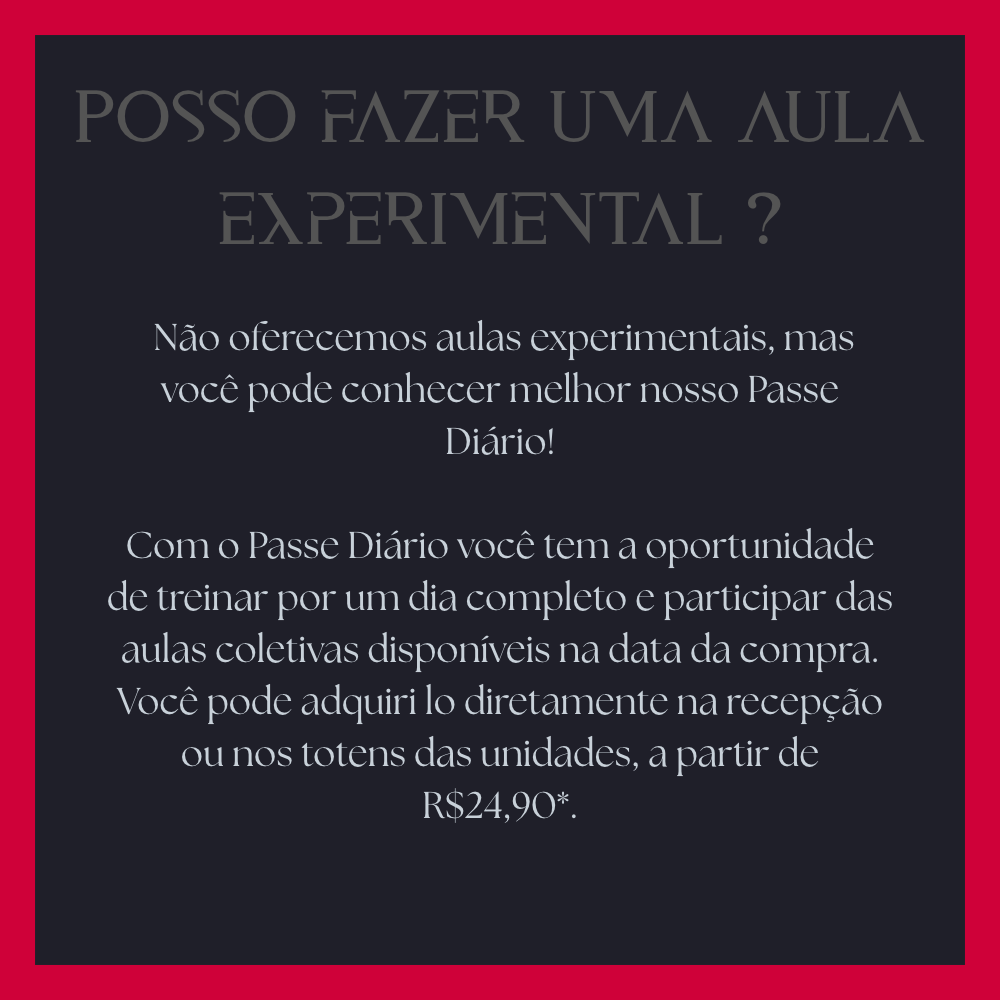 POSSO FAZER UMA AULA
EXPERIMENTAL ?
Não oferecemos aulas experimentais, mas
você pode conhecer melhor nosso Passe
Diário!
Com o Passe Diário você tem a oportunidade
de treinar por um dia completo e participar das
aulas coletivas disponíveis na data da compra.
Você pode adquiri lo diretamente na recepção
ou nos totens das unidades, a partir de
R$24,90*.